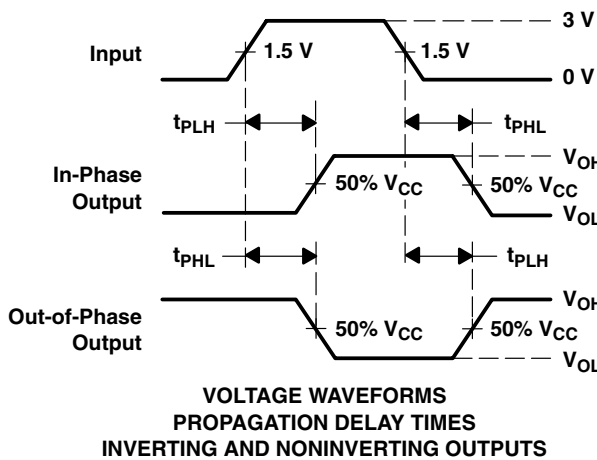 3 V
Input 1.5 V 1.5 V
0 V
tPLH tPHL
In-Phase
Output
VOH
50% VCC 50% VCC
VOL
tPHL tPLH
Out-of-Phase
Output
VOH
50% VCC 50% VCC
VOL
VOLTAGE WAVEFORMS
PROPAGATION DELAY TIMES
INVERTING AND NONINVERTING OUTPUTS